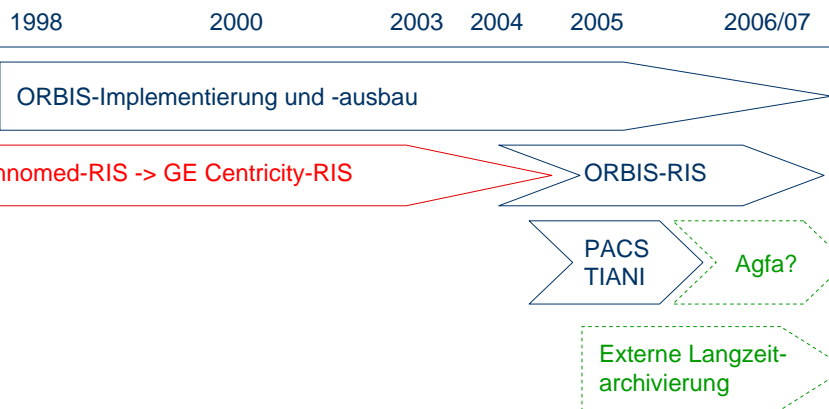 1998 2000 2003 2004 2005 2006/07
ORBIS-Implementierung und -ausbau
nnomed-RIS -> GE Centricity-RIS
ORBIS-RIS
PACS
TIANI
Agfa?
Externe Langzeit-
archivierung